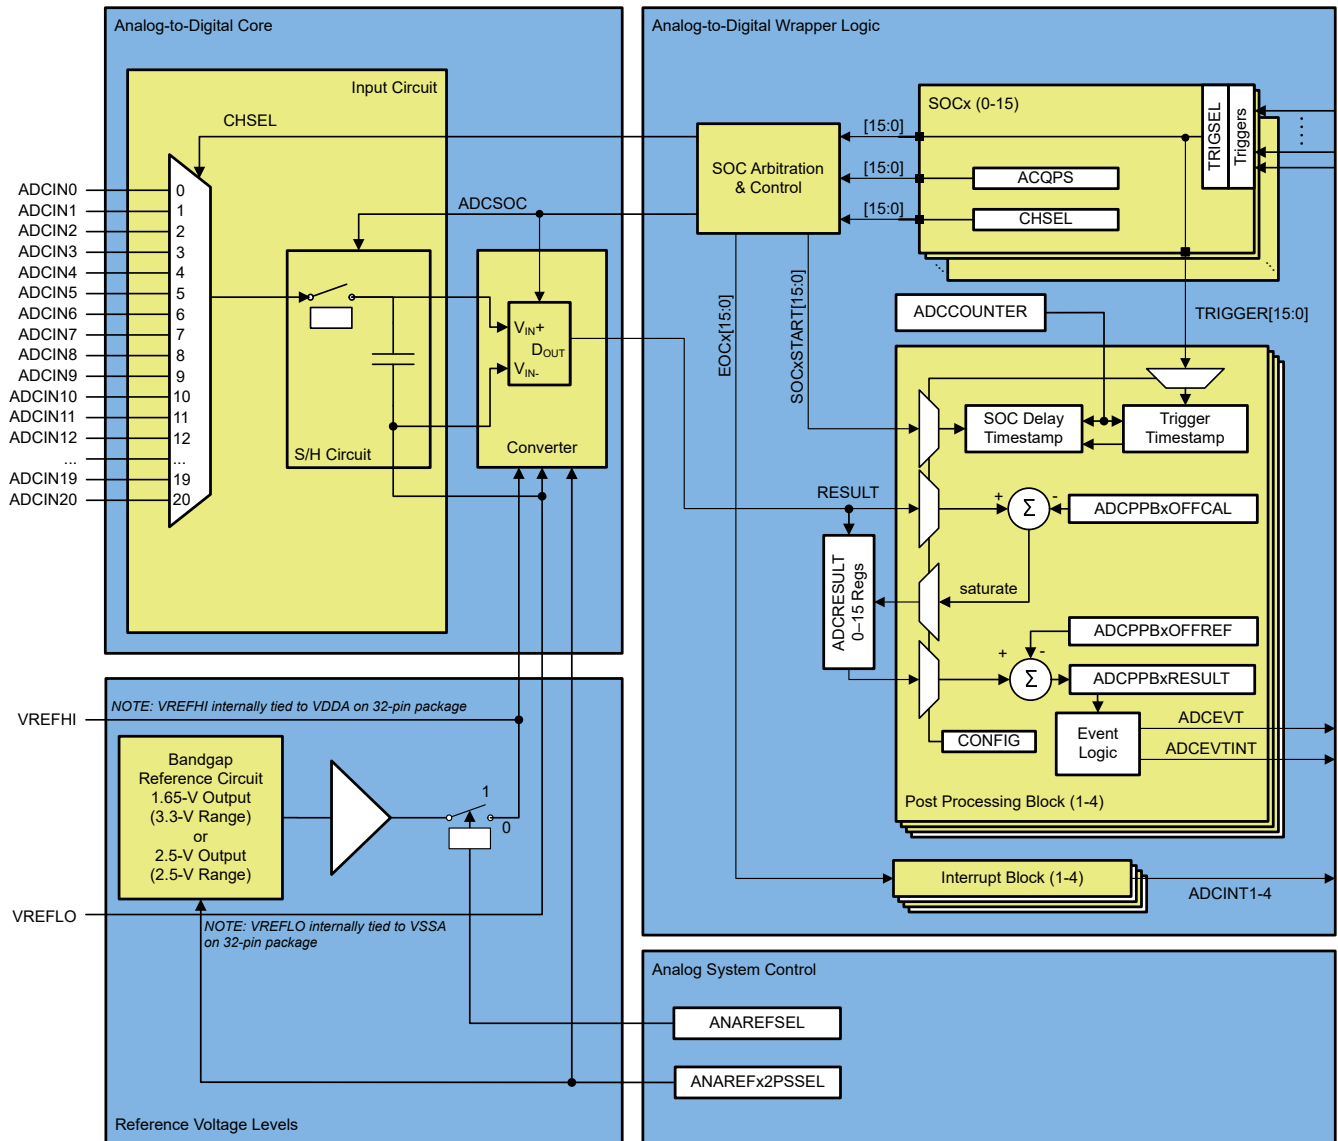 Analog-to-Digital Core
Input Circuit
CHSEL
ADCIN0
ADCIN1
ADCIN2
ADCIN3
ADCIN4
ADCIN5
ADCIN6
ADCIN7
ADCIN8
ADCIN9
ADCIN10
ADCIN11
ADCIN12
...
ADCIN19
ADCIN20
0
1
2
3
4
5
6
7
8
9
10
11
12
...
19
20
ADCSOC
S/H Circuit
VIN+
DOUT
VIN-
Converter
Analog-to-Digital Wrapper Logic
SOC Arbitration
& Control
[15:0]
[15:0]
[15:0]
SOCx (0-15)
ACQPS
CHSEL
TRIGSEL
Triggers
EOCx[15:0]
SOCxSTART[15:0]
ADCCOUNTER
TRIGGER[15:0]
SOC Delay
Timestamp
Trigger
Timestamp
RESULT
+
Σ
-
ADCPPBxOFFCAL
saturate
ADCRESULT
0–15 Regs
ADCPPBxOFFREF
+
-
Σ
ADCPPBxRESULT
CONFIG
Event
Logic
ADCEVT
ADCEVTINT
Post Processing Block (1-4)
Interrupt Block (1-4)
ADCINT1-4
VREFHI
NOTE: VREFHI internally tied to VDDA on 32-pin package
Bandgap
Reference Circuit
1.65-V Output
(3.3-V Range)
or
2.5-V Output
(2.5-V Range)
1
0
VREFLO
NOTE: VREFLO internally tied to VSSA
on 32-pin package
Reference Voltage Levels
Analog System Control
ANAREFSEL
ANAREFx2PSSEL